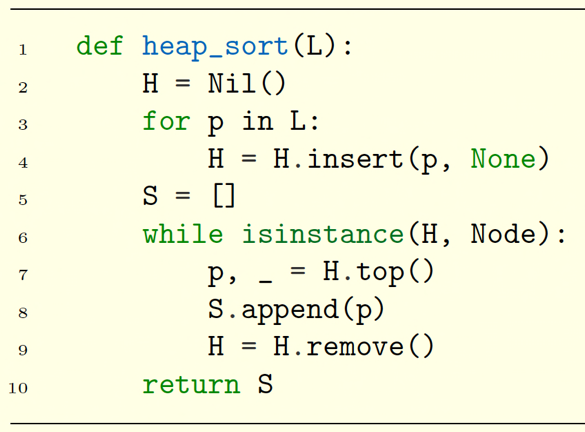 1 def heap_sort(L):
2 H = Nil()
3 for p in L:
4 H = H.insert(p, None)
5 S = []
6 while isinstance(H, Node):
7 p, _ = H.top()
8 S.append(p)
9 H = H.remove()
10 return S